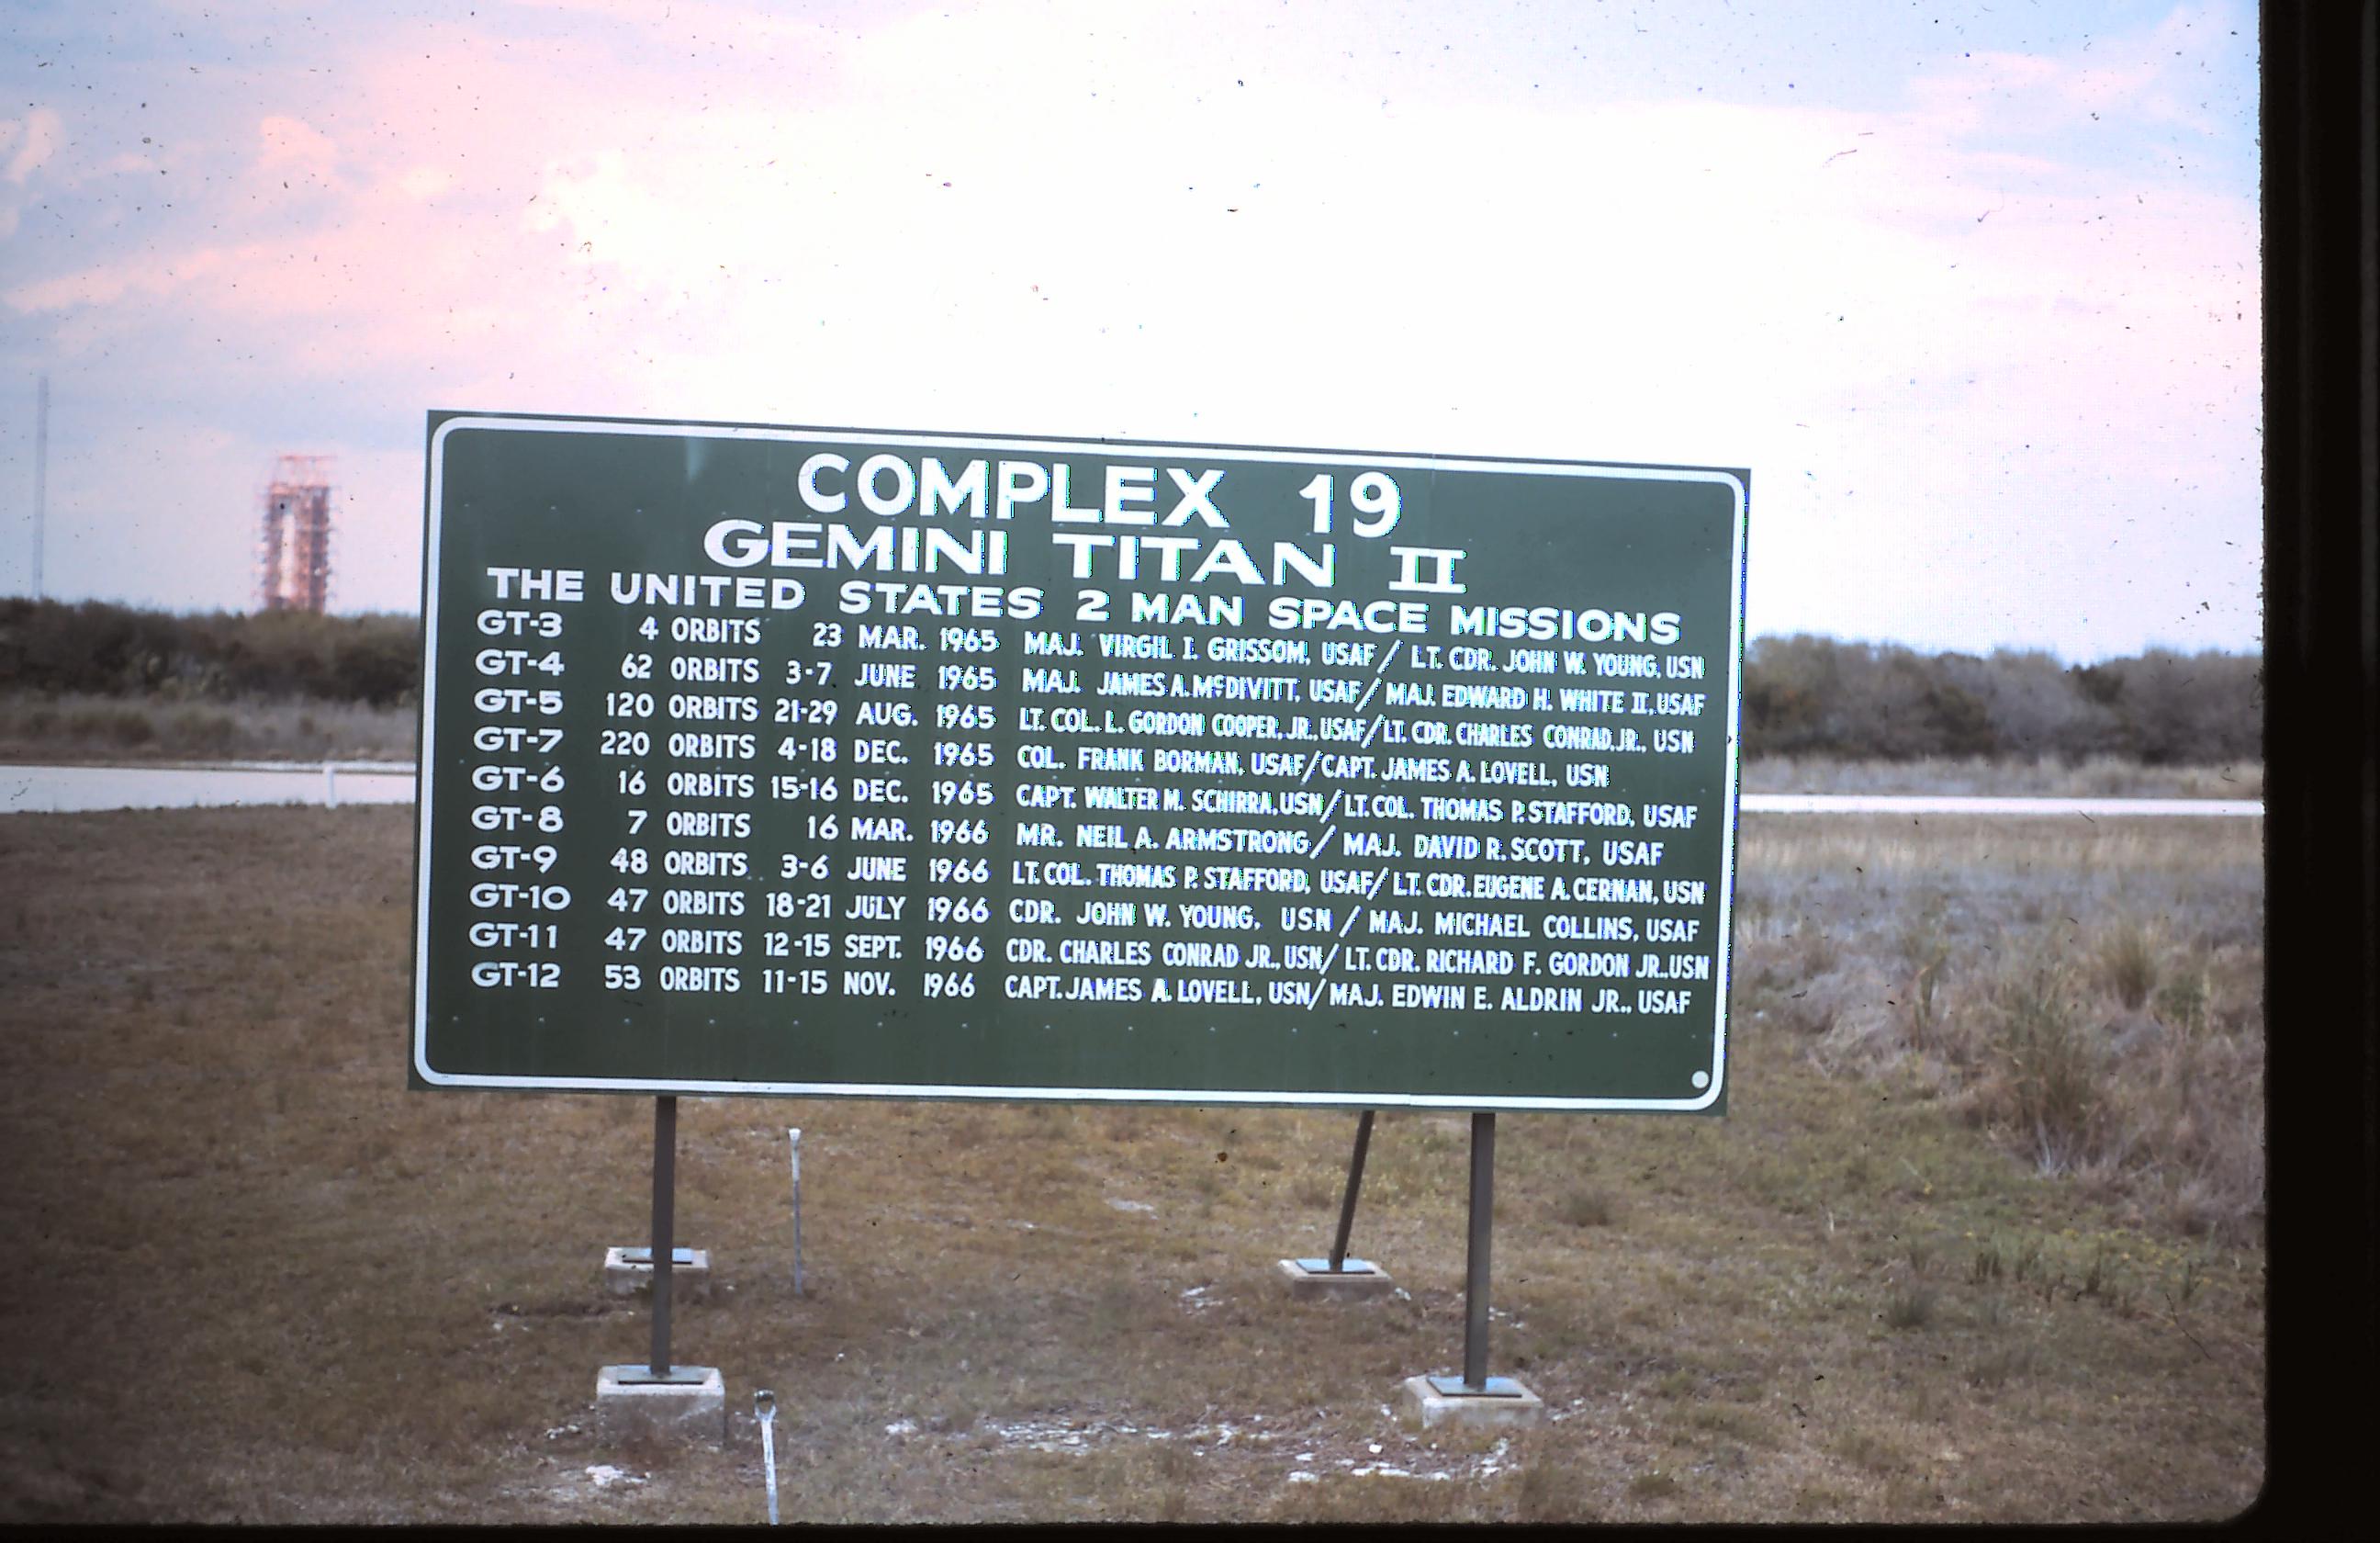 COMPLEX 19
GEMINI TITAN II
THE UNITED STATES 2 MAN SPACE MISSIONS
GT-3 4 ORBITS 23 MAR. 1965 MAJ. VIRGIL I. GRISSOM, USAF / LT. CDR. JOHN W. YOUNG, USN
GT-4 62 ORBITS 3-7 JUNE 1965 MAJ. JAMES A. McDIVITT, USAF / MAJ. EDWARD H. WHITE II, USAF
GT-5 120 ORBITS 21-29 AUG. 1965 LT. COL. L. GORDON COOPER, JR., USAF / LT. CDR. CHARLES CONRAD, JR., USN
GT-7 220 ORBITS 4-18 DEC. 1965 COL. FRANK BORMAN, USAF / CAPT. JAMES A. LOVELL, USN
GT-6 16 ORBITS 15-16 DEC. 1965 CAPT. WALTER M. SCHIRRA, USN / LT. COL. THOMAS P. STAFFORD, USAF
GT-8 7 ORBITS 16 MAR. 1966 MR. NEIL A. ARMSTRONG / MAJ. DAVID R. SCOTT, USAF
GT-9 48 ORBITS 3-6 JUNE 1966 LT. COL. THOMAS P. STAFFORD, USAF / LT. CDR. EUGENE A. CERNAN, USN
GT-10 47 ORBITS 18-21 JULY 1966 CDR. JOHN W. YOUNG, USN / MAJ. MICHAEL COLLINS, USAF
GT-11 47 ORBITS 12-15 SEPT. 1966 CDR. CHARLES CONRAD JR., USN / LT. CDR. RICHARD F. GORDON JR., USN
GT-12 53 ORBITS 11-15 NOV. 1966 CAPT. JAMES A. LOVELL, USN / MAJ. EDWIN E. ALDRIN JR., USAF